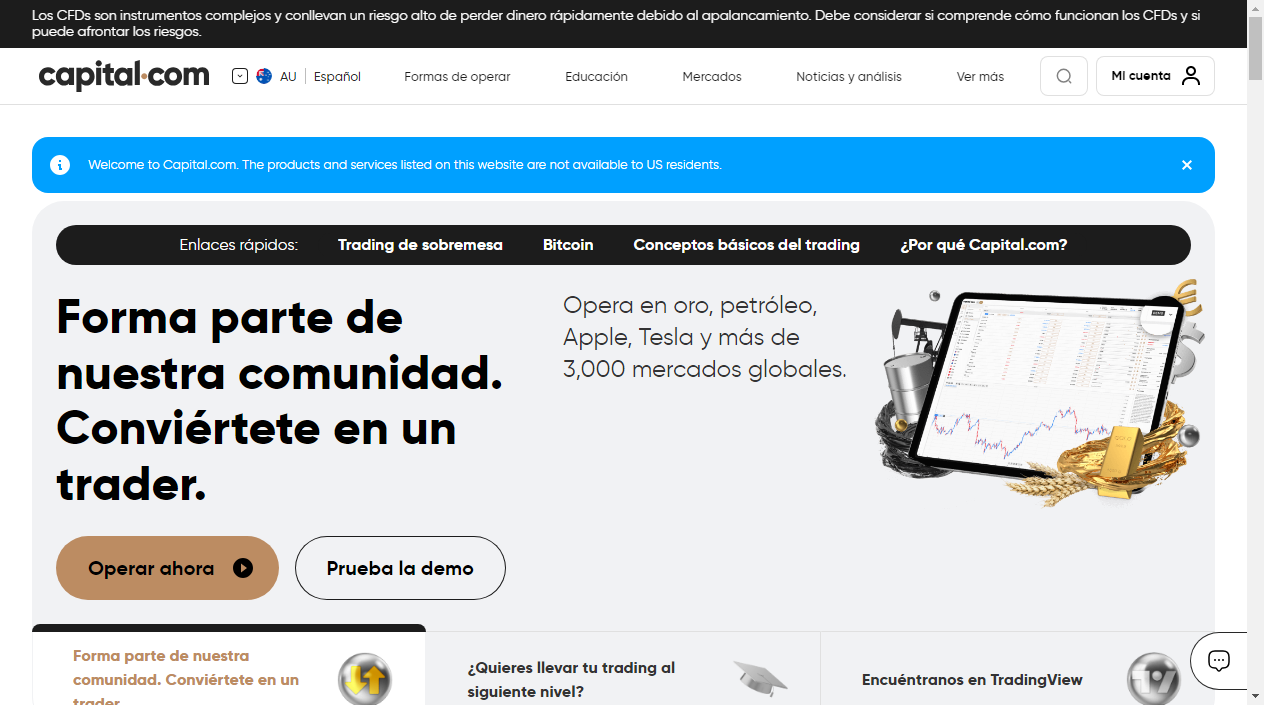 Los CFDs son instrumentos complejos y conllevan un riesgo alto de perder dinero rápidamente debido al apalancamiento. Debe considerar si comprende cómo funcionan los CFDs y si
puede afrontar los riesgos.
capital.com
AU Español
Formas de operar
Educación
Mercados
Noticias y análisis
Ver más
Mi cuenta
Welcome to Capital.com. The products and services listed on this website are not available to US residents.
Enlaces rápidos: Trading de sobremesa Bitcoin Conceptos básicos del trading ¿Por qué Capital.com?
Forma parte de
nuestra comunidad.
Conviértete en un
trader.
Opera en oro, petróleo,
Apple, Tesla y más de
3,000 mercados globales.
Operar ahora
Prueba la demo
Forma parte de nuestra
comunidad. Conviértete en un
trader.
¿Quieres llevar tu trading al
siguiente nivel?
Encuéntranos en TradingView